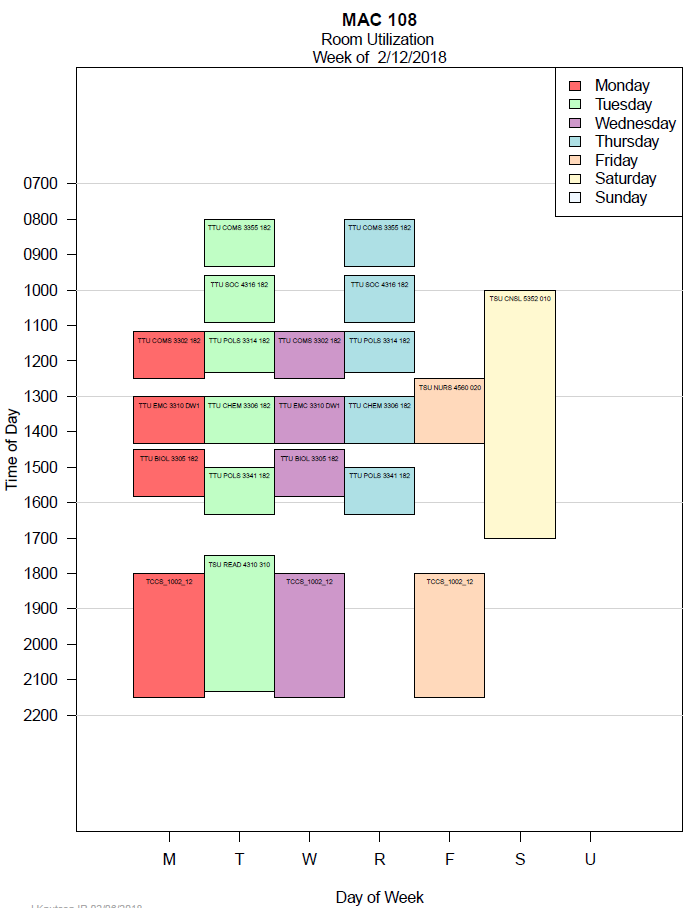 MAC 108
Room Utilization
Week of 2/12/2018
Monday
Tuesday
Wednesday
Thursday
Friday
Saturday
Sunday
Time of Day
0700
0800
0900
1000
1100
1200
1300
1400
1500
1600
1700
1800
1900
2000
2100
2200
TTU COMS 3355 182
TTU COMS 3355 182
TTU SOC 4316 182
TTU SOC 4316 182
TSU CNSL 5352 010
TTU COMS 3302 182
TTU POLS 3314 182
TTU COMS 3302 182
TTU POLS 3314 182
TSU NURS 4560 020
TTU EMC 3310 DW1
TTU CHEM 3306 182
TTU EMC 3310 DW1
TTU CHEM 3306 182
TTU BIOL 3305 182
TTU BIOL 3305 182
TTU POLS 3341 182
TTU POLS 3341 182
TSU READ 4310 310
TCCS_1002_12
TCCS_1002_12
TCCS_1002_12
M T W R F S U
Day of Week